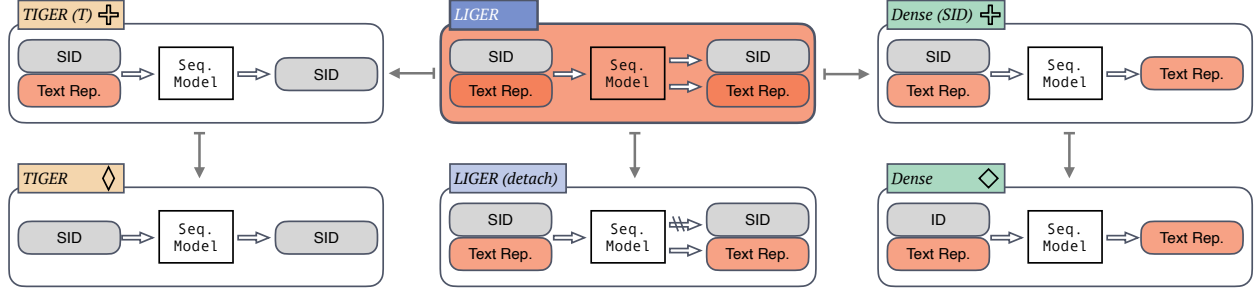 TIGER (T)
SID
Text Rep.
Seq.
Model
SID
LIGER
SID
Text Rep.
Seq.
Model
SID
Text Rep.
Dense (SID)
SID
Text Rep.
Seq.
Model
Text Rep.
TIGER
SID
Seq.
Model
SID
LIGER (detach)
SID
Text Rep.
Seq.
Model
SID
Text Rep.
Dense
ID
Text Rep.
Seq.
Model
Text Rep.